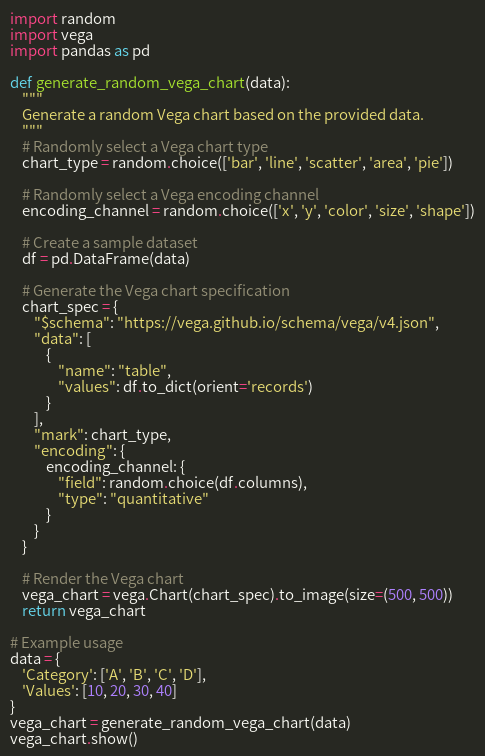 import random
import vega
import pandas as pd

def generate_random_vega_chart(data):
    """
    Generate a random Vega chart based on the provided data.
    """
    # Randomly select a Vega chart type
    chart_type = random.choice(['bar', 'line', 'scatter', 'area', 'pie'])

    # Randomly select a Vega encoding channel
    encoding_channel = random.choice(['x', 'y', 'color', 'size', 'shape'])

    # Create a sample dataset
    df = pd.DataFrame(data)

    # Generate the Vega chart specification
    chart_spec = {
        "$schema": "https://vega.github.io/schema/vega/v4.json",
        "data": [
            {
                "name": "table",
                "values": df.to_dict(orient='records')
            }
        ],
        "mark": chart_type,
        "encoding": {
            encoding_channel: {
                "field": random.choice(df.columns),
                "type": "quantitative"
            }
        }
    }

    # Render the Vega chart
    vega_chart = vega.Chart(chart_spec).to_image(size=(500, 500))
    return vega_chart

# Example usage
data = {
    'Category': ['A', 'B', 'C', 'D'],
    'Values': [10, 20, 30, 40]
}
vega_chart = generate_random_vega_chart(data)
vega_chart.show()